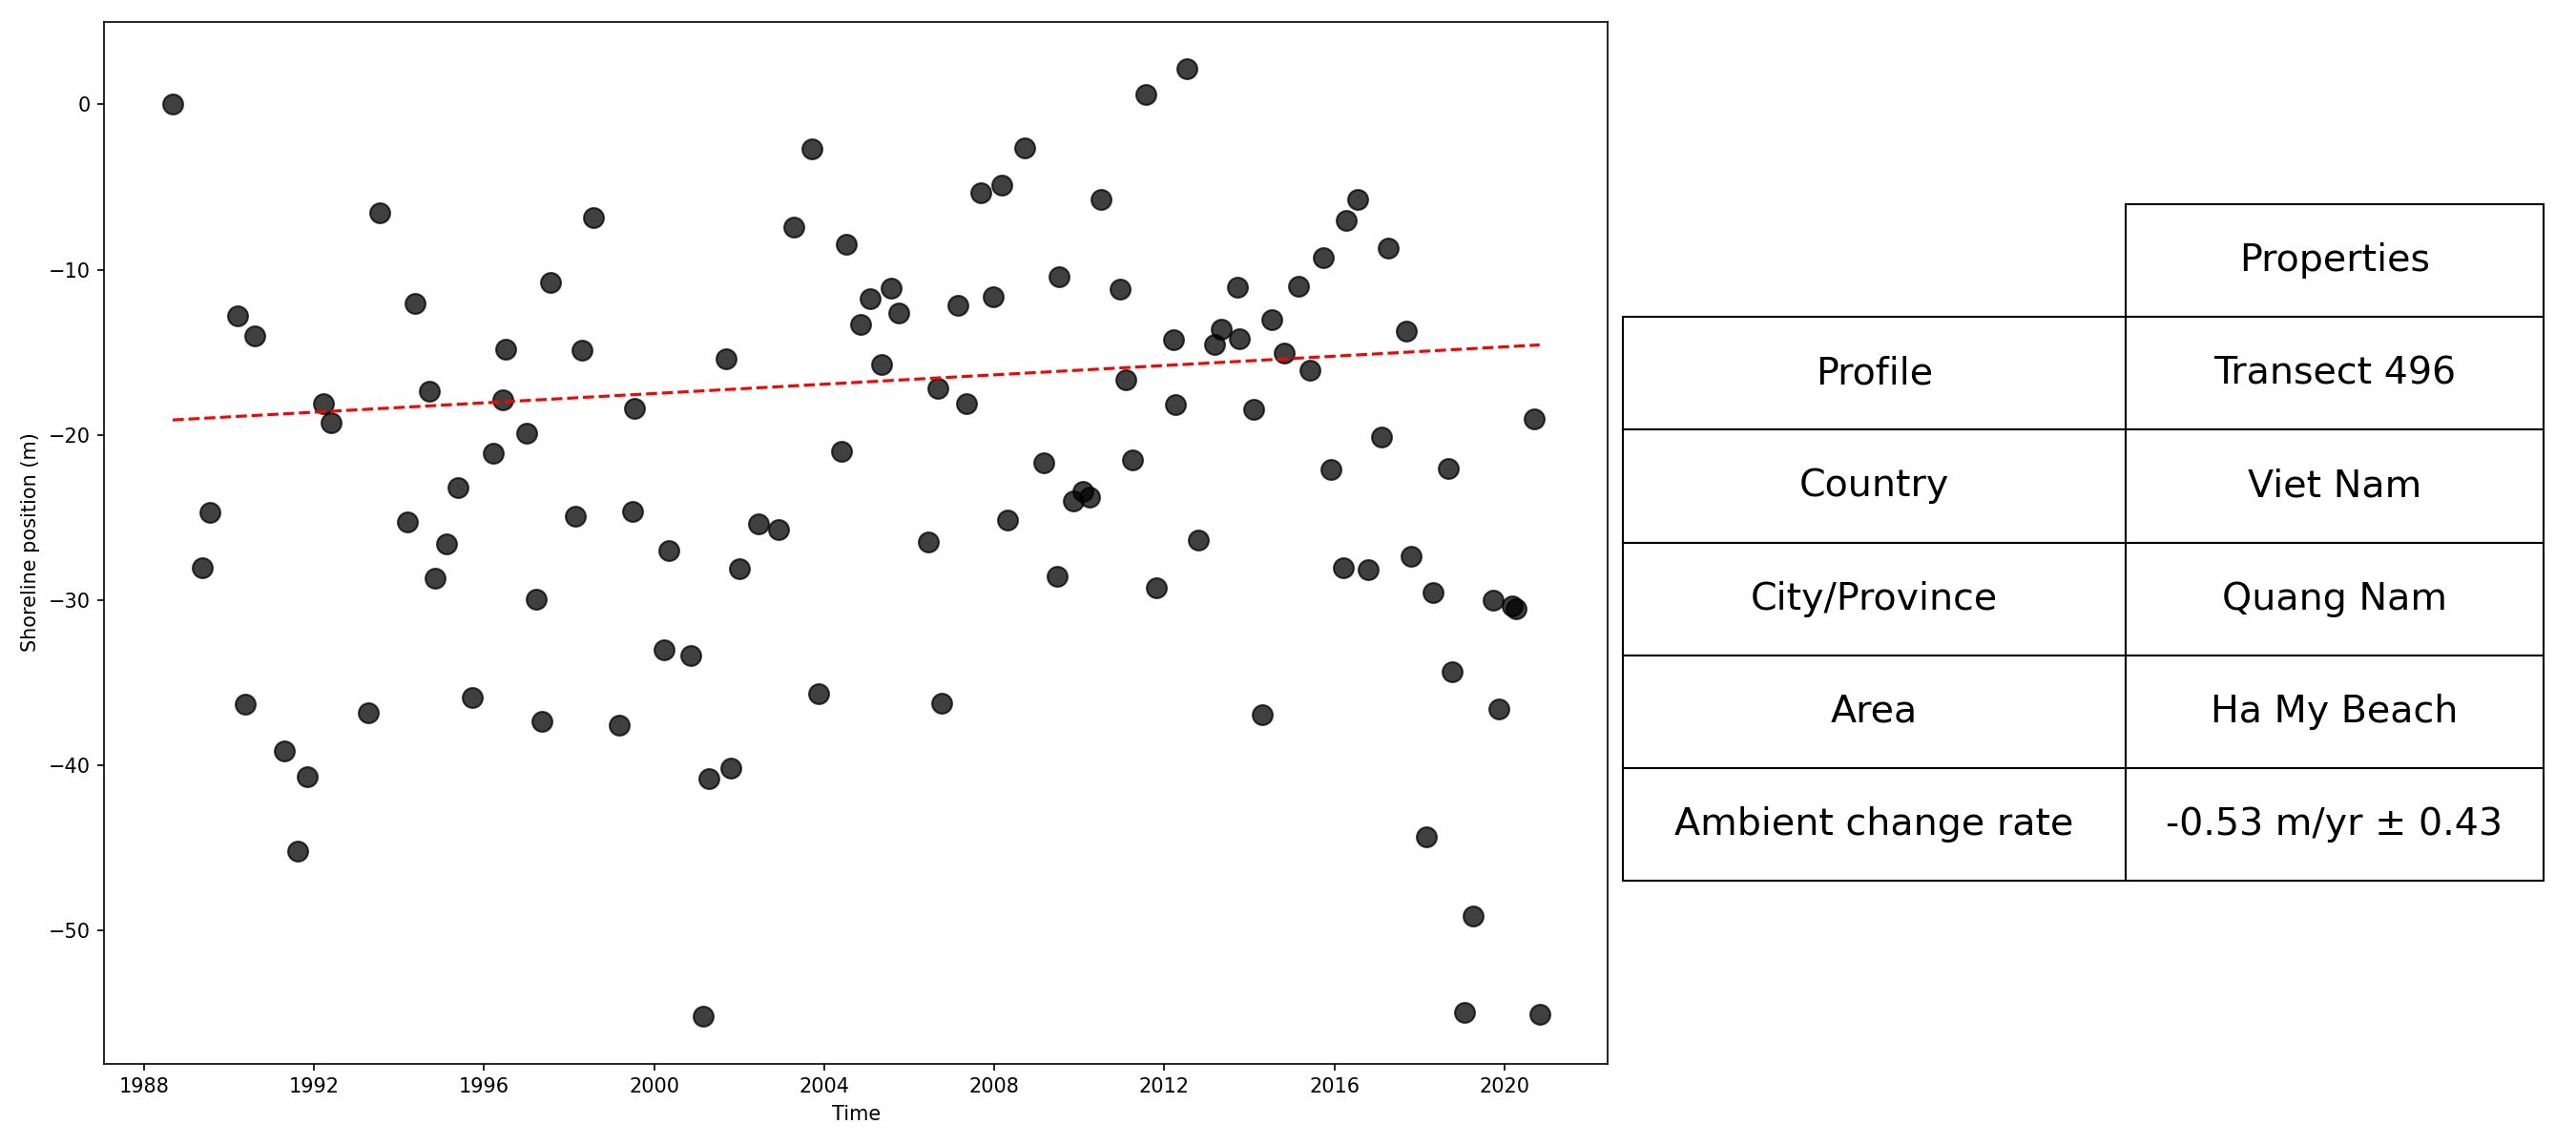 0
−10
−20
−30
−40
−50
Shoreline position (m)
1988 1992 1996 2000 2004 2008 2012 2016 2020
Time
Properties
Profile Transect 496
Country Viet Nam
City/Province Quang Nam
Area Ha My Beach
Ambient change rate -0.53 m/yr ± 0.43